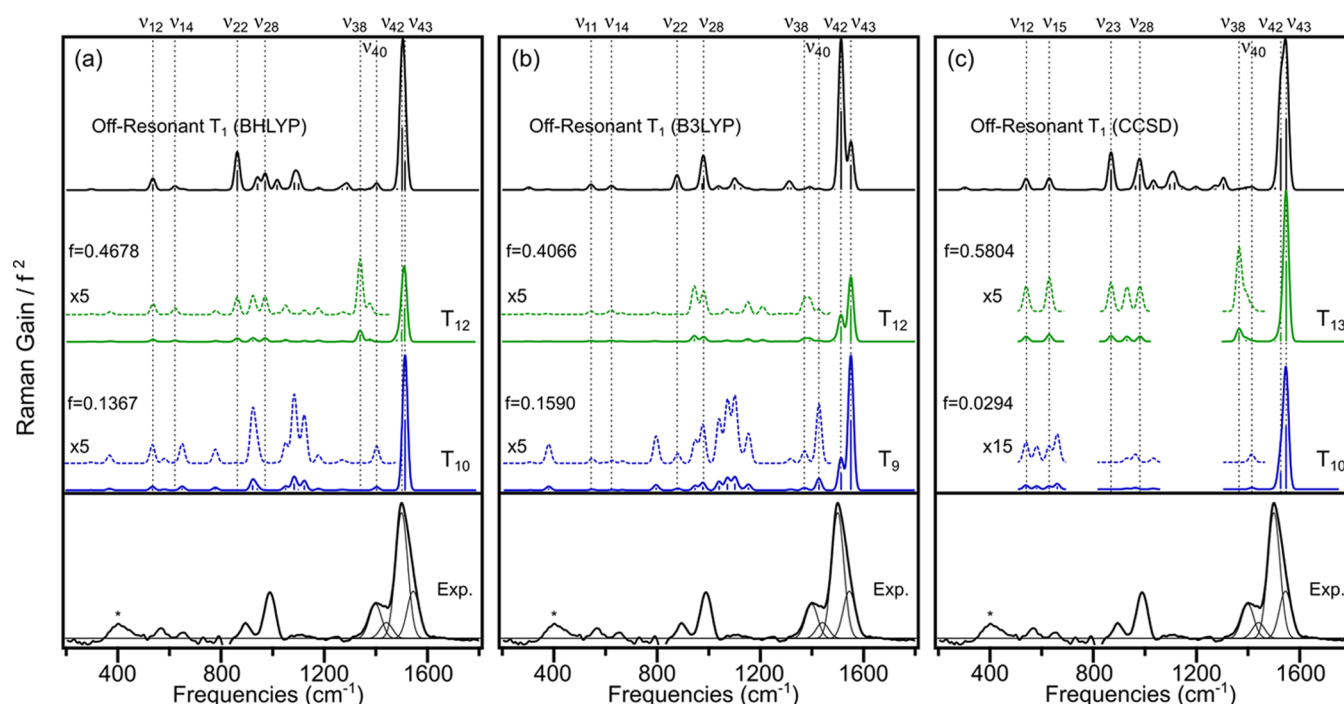 ν12 ν14 ν22 ν28 ν38 ν42 ν43
ν40
(a)
Off-Resonant T1 (BHLYP)
f=0.4678
x5
T12
f=0.1367
x5
T10
Exp.
*
400 800 1200 1600
Frequencies (cm-1)
ν11 ν14 ν22 ν28 ν38 ν42 ν43
ν40
(b)
Off-Resonant T1 (B3LYP)
f=0.4066
x5
T12
f=0.1590
x5
T9
Exp.
*
400 800 1200 1600
Frequencies (cm-1)
ν12 ν15 ν23 ν28 ν38 ν42 ν43
ν40
(c)
Off-Resonant T1 (CCSD)
f=0.5804
x5
T13
f=0.0294
x15
T10
Exp.
*
400 800 1200 1600
Frequencies (cm-1)
Raman Gain / f 2